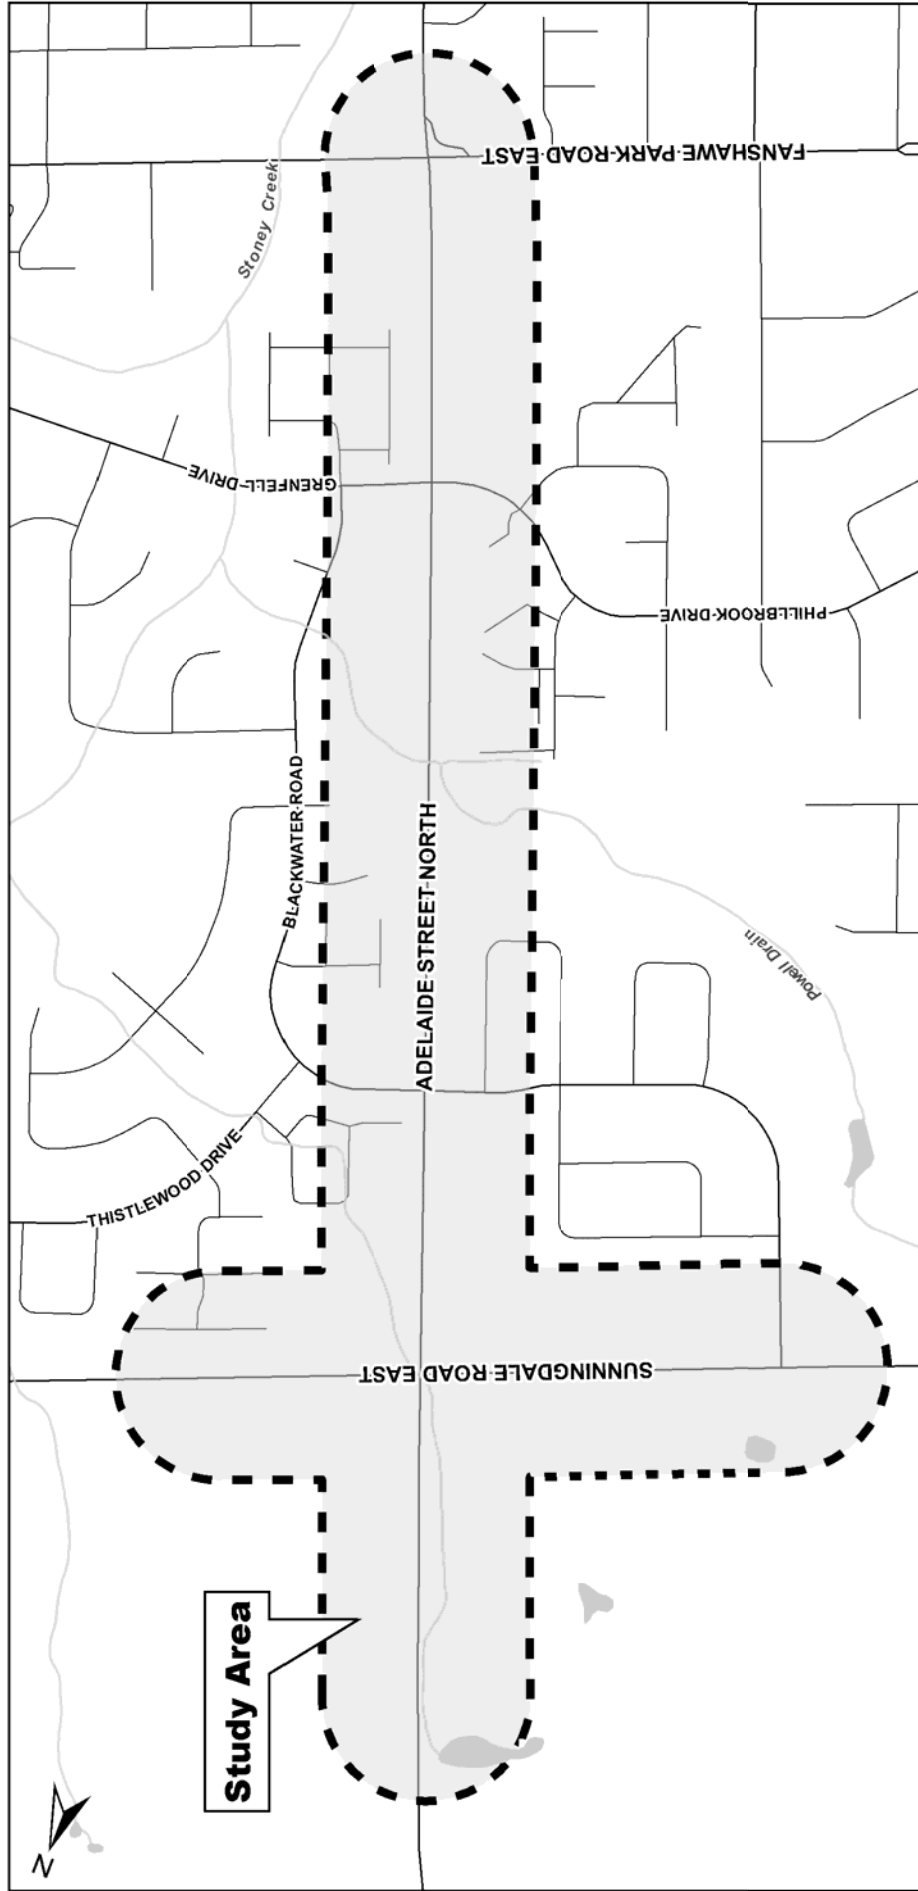 Stoney Creek
FANSHAWE PARK ROAD EAST
GRENFELL DRIVE
PHILLBROOK DRIVE
BLACKWATER ROAD
ADELAIDE STREET NORTH
Powell Drain
THISTLEWOOD DRIVE
SUNNINGDALE ROAD EAST
Study Area
N